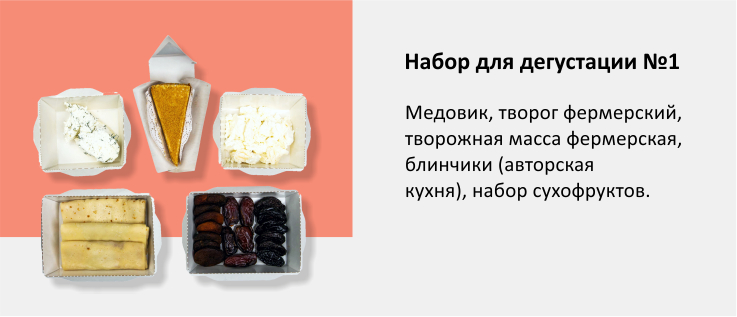 Набор для дегустации №1
Медовик, творог фермерский,
творожная масса фермерская,
блинчики (авторская
кухня), набор сухофруктов.